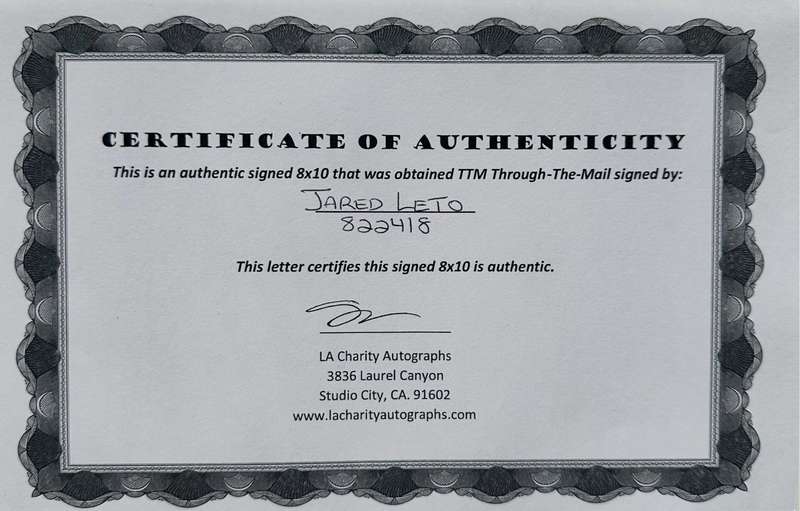 CERTIFICATE OF AUTHENTICITY
This is an authentic signed 8x10 that was obtained TTM Through-The-Mail signed by:
JARED LETO
822418
This letter certifies this signed 8x10 is authentic.
LA Charity Autographs
3836 Laurel Canyon
Studio City, CA. 91602
www.lacharityautographs.com